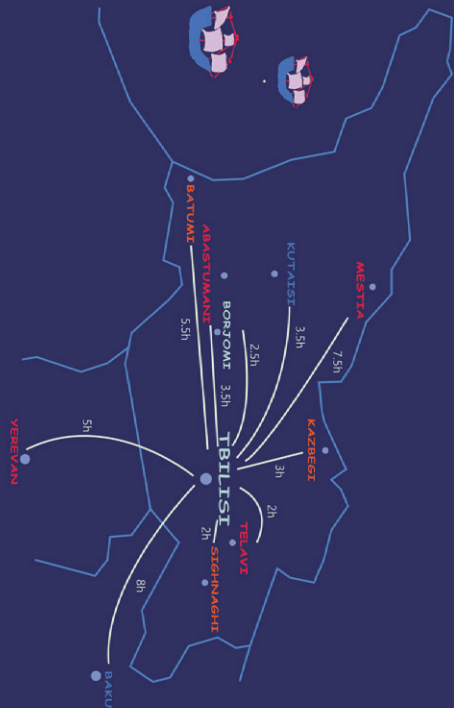 MESTIA
7.5h
KAZBEGI
KUTAISI
3.5h
3h
2.5h
2h
BORJOMI
TBILISI
TELAVI
ABASTUMANI
3.5h
2h
SIGHNAGHI
BATUMI
5.5h
5h
8h
YEREVAN
BAKU